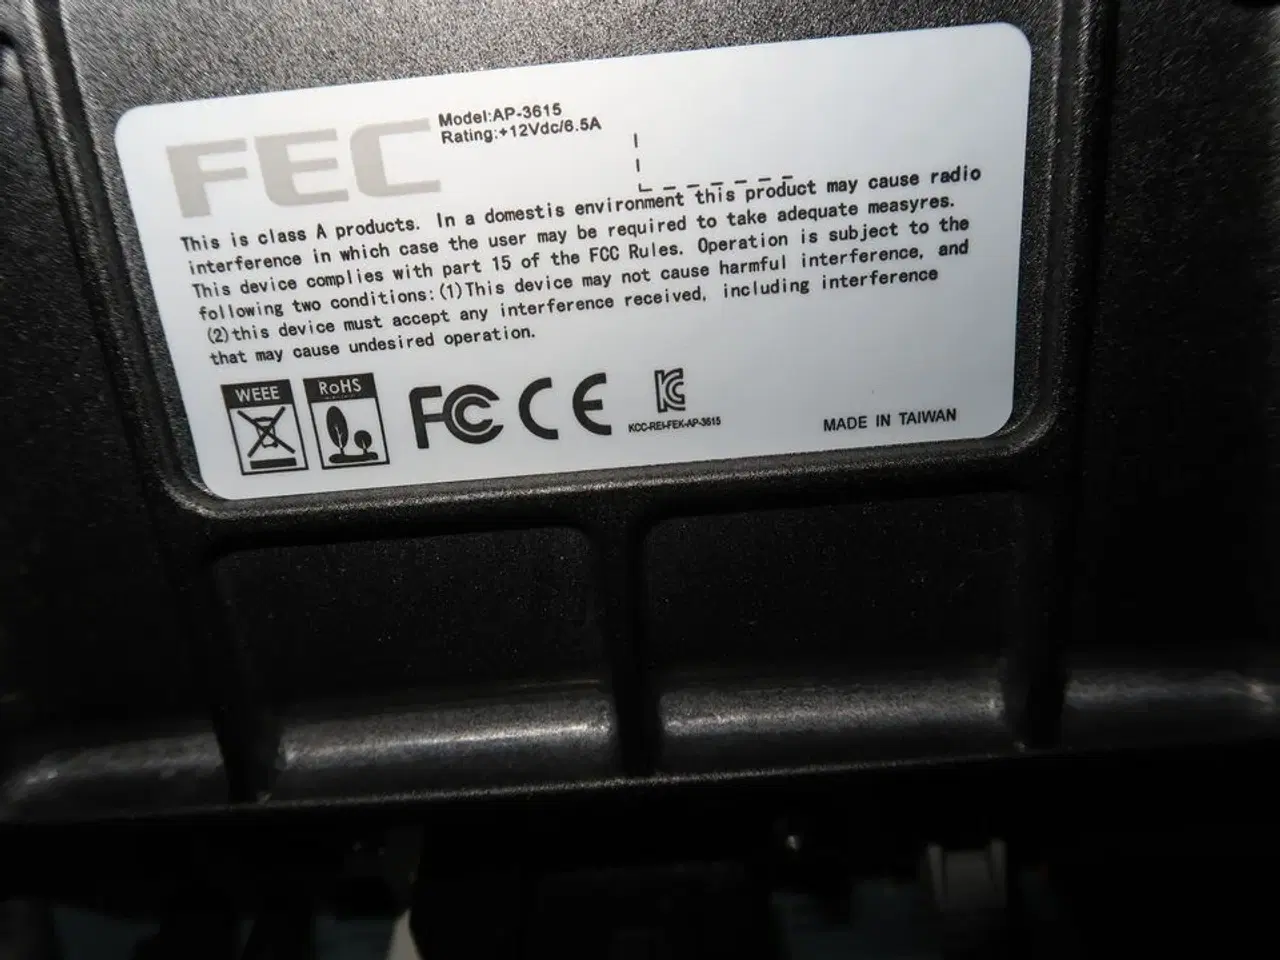 FEC
Model:AP-3615
Rating:+12Vdc/6.5A
This is class A products. In a domestis environment this product may cause radio
interference in which case the user may be required to take adequate measyres.
This device complies with part 15 of the FCC Rules. Operation is subject to the
following two conditions:(1)This device may not cause harmful interference, and
(2)this device must accept any interference received, including interference
that may cause undesired operation.
WEEE
RoHS
FC CE
KC
KCC-REI-FEK-AP-3615
MADE IN TAIWAN